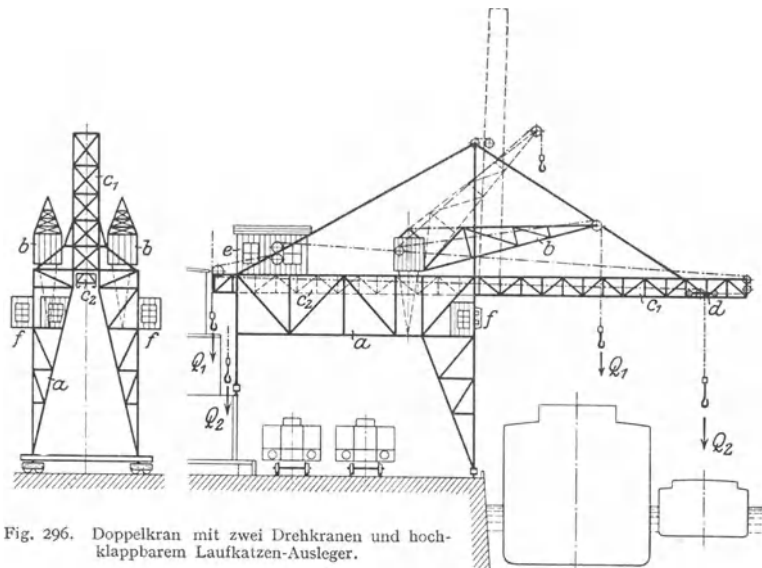 c1
b
b
c2
f
f
a
e
b
c2
c1
d
f
a
Q1
Q2
Q1
Q2
Fig. 296. Doppelkran mit zwei Drehkranen und hoch-
klappbarem Laufkatzen-Ausleger.